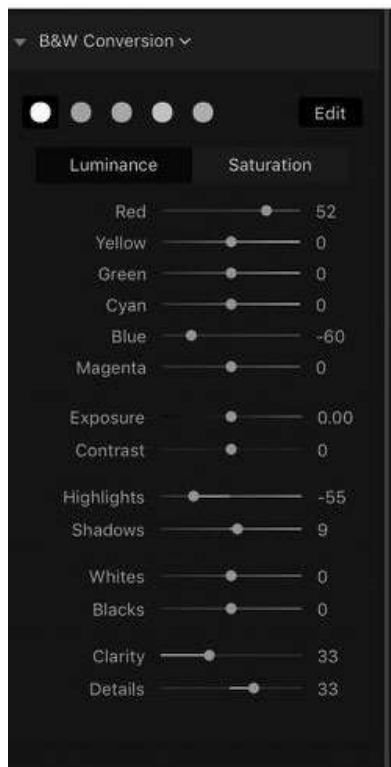 B&W Conversion
Edit
Luminance Saturation
Red 52
Yellow 0
Green 0
Cyan 0
Blue -60
Magenta 0
Exposure 0.00
Contrast 0
Highlights -55
Shadows 9
Whites 0
Blacks 0
Clarity 33
Details 33